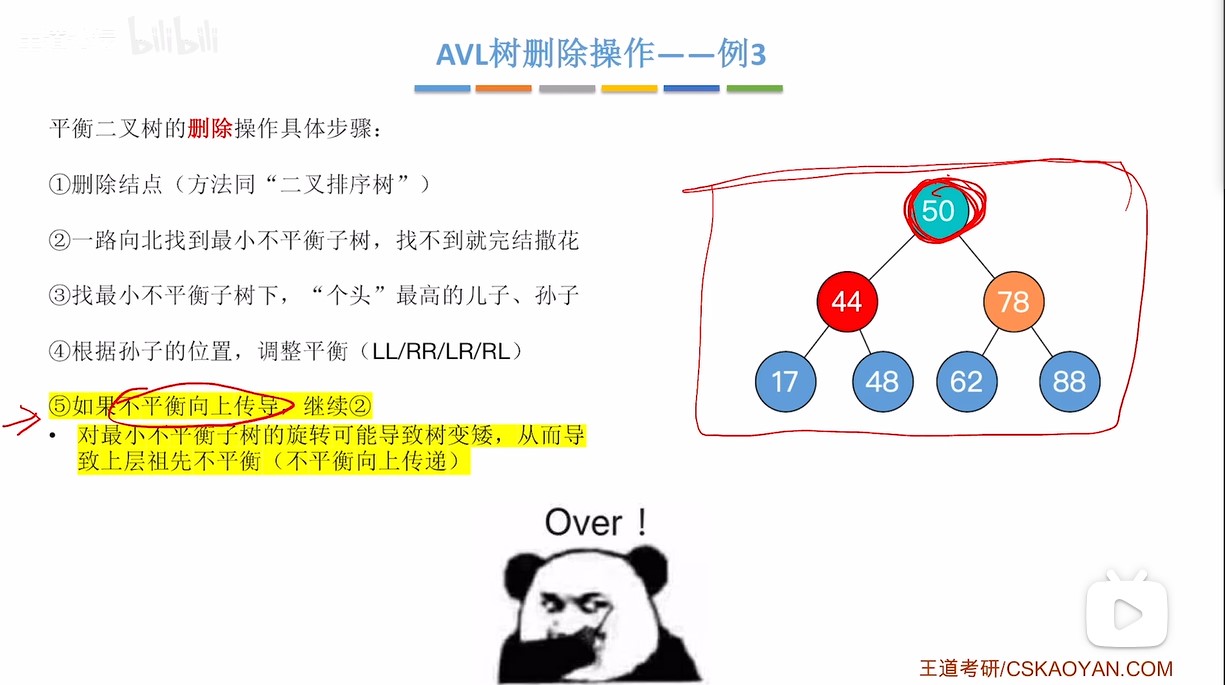 bilibili
AVL树删除操作——例3
平衡二叉树的删除操作具体步骤：
①删除结点（方法同“二叉排序树”）
②一路向北找到最小不平衡子树，找不到就完结撒花
③找最小不平衡子树下，“个头”最高的儿子、孙子
④根据孙子的位置，调整平衡（LL/RR/LR/RL）
⑤如果不平衡向上传导，继续②
• 对最小不平衡子树的旋转可能导致树变矮，从而导
致上层祖先不平衡（不平衡向上传递）
50
44 78
17 48 62 88
Over！
王道考研/CSKAOYAN.COM